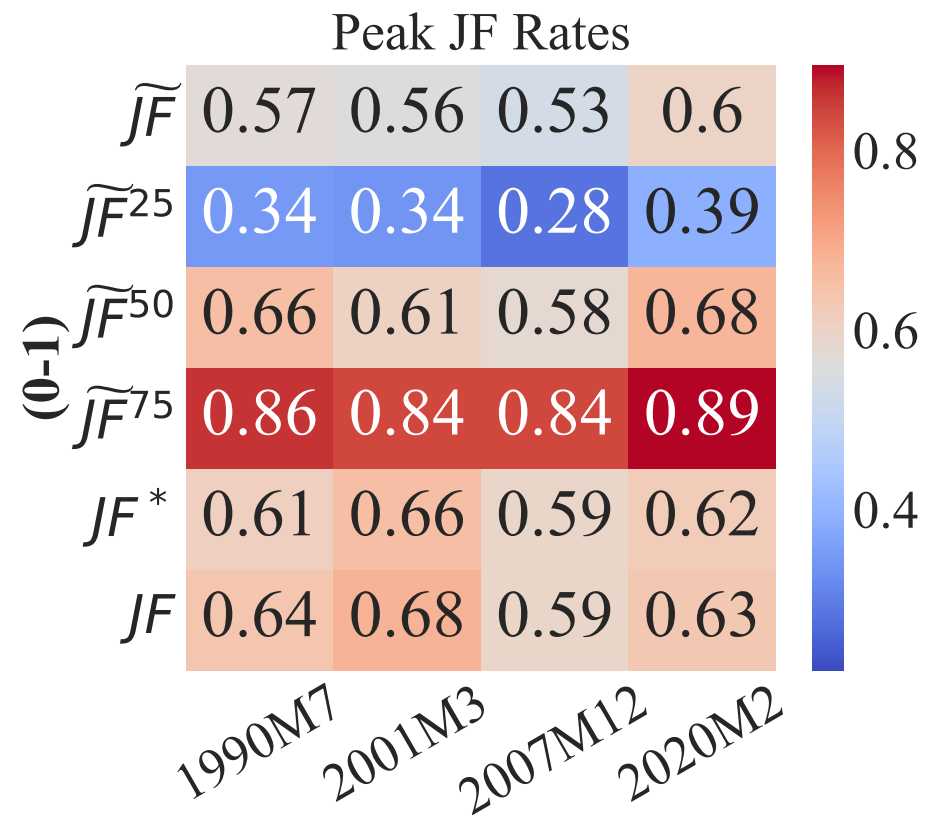 Peak JF Rates
(0-1)
J͠F 0.57 0.56 0.53 0.6
J͠F²⁵ 0.34 0.34 0.28 0.39
J͠F⁵⁰ 0.66 0.61 0.58 0.68
J͠F⁷⁵ 0.86 0.84 0.84 0.89
JF* 0.61 0.66 0.59 0.62
JF 0.64 0.68 0.59 0.63
1990M7 2001M3 2007M12 2020M2
0.8
0.6
0.4